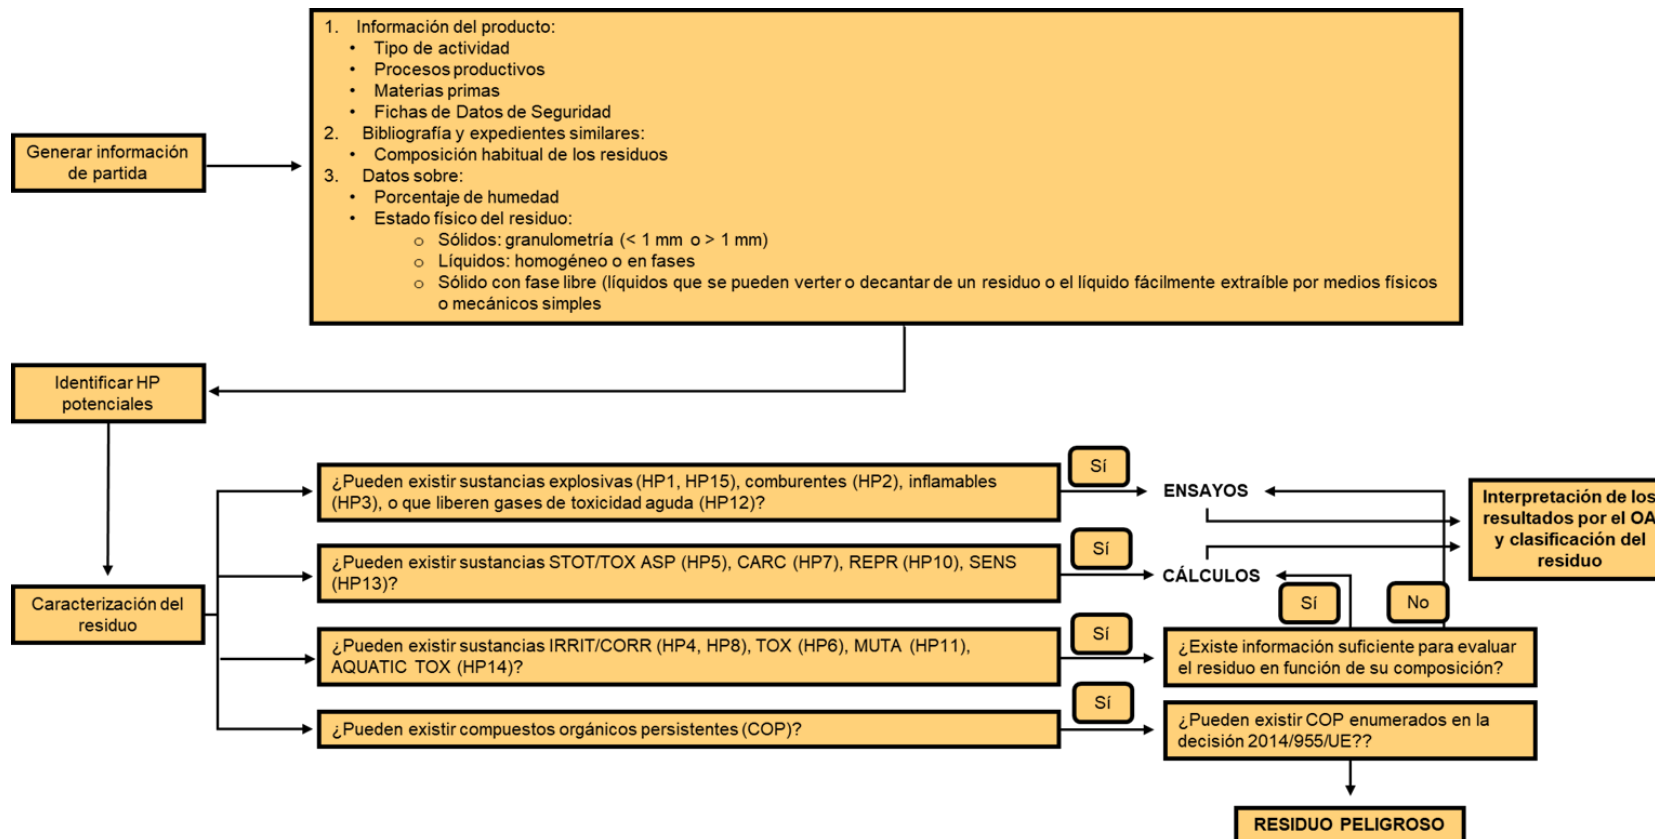 1. Información del producto:
• Tipo de actividad
• Procesos productivos
• Materias primas
• Fichas de Datos de Seguridad
2. Bibliografía y expedientes similares:
• Composición habitual de los residuos
3. Datos sobre:
• Porcentaje de humedad
• Estado físico del residuo:
o Sólidos: granulometría (< 1 mm o > 1 mm)
o Líquidos: homogéneo o en fases
o Sólido con fase libre (líquidos que se pueden verter o decantar de un residuo o el líquido fácilmente extraíble por medios físicos
o mecánicos simples
Generar información
de partida
Identificar HP
potenciales
Caracterización del
residuo
¿Pueden existir sustancias explosivas (HP1, HP15), comburentes (HP2), inflamables
(HP3), o que liberen gases de toxicidad aguda (HP12)?
Sí
ENSAYOS
¿Pueden existir sustancias STOT/TOX ASP (HP5), CARC (HP7), REPR (HP10), SENS
(HP13)?
Sí
CÁLCULOS
Interpretación de los
resultados por el OA
y clasificación del
residuo
Sí
No
¿Pueden existir sustancias IRRIT/CORR (HP4, HP8), TOX (HP6), MUTA (HP11),
AQUATIC TOX (HP14)?
Sí
¿Existe información suficiente para evaluar
el residuo en función de su composición?
¿Pueden existir compuestos orgánicos persistentes (COP)?
Sí
¿Pueden existir COP enumerados en la
decisión 2014/955/UE??
RESIDUO PELIGROSO